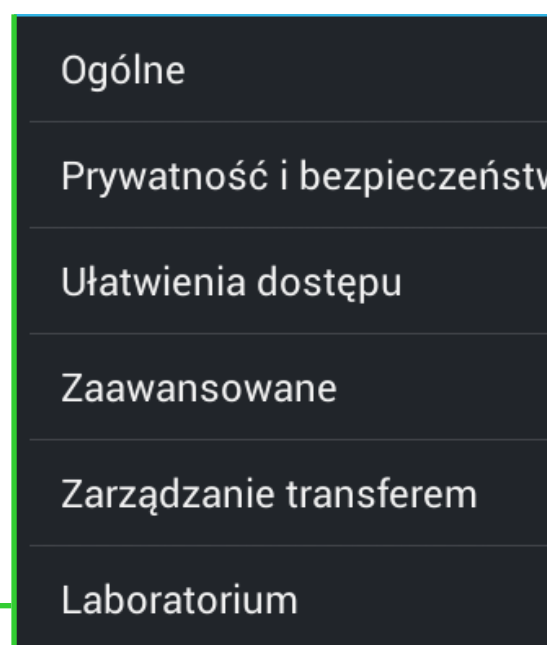 Ogólne
Prywatność i bezpieczeństw
Ułatwienia dostępu
Zaawansowane
Zarządzanie transferem
Laboratorium